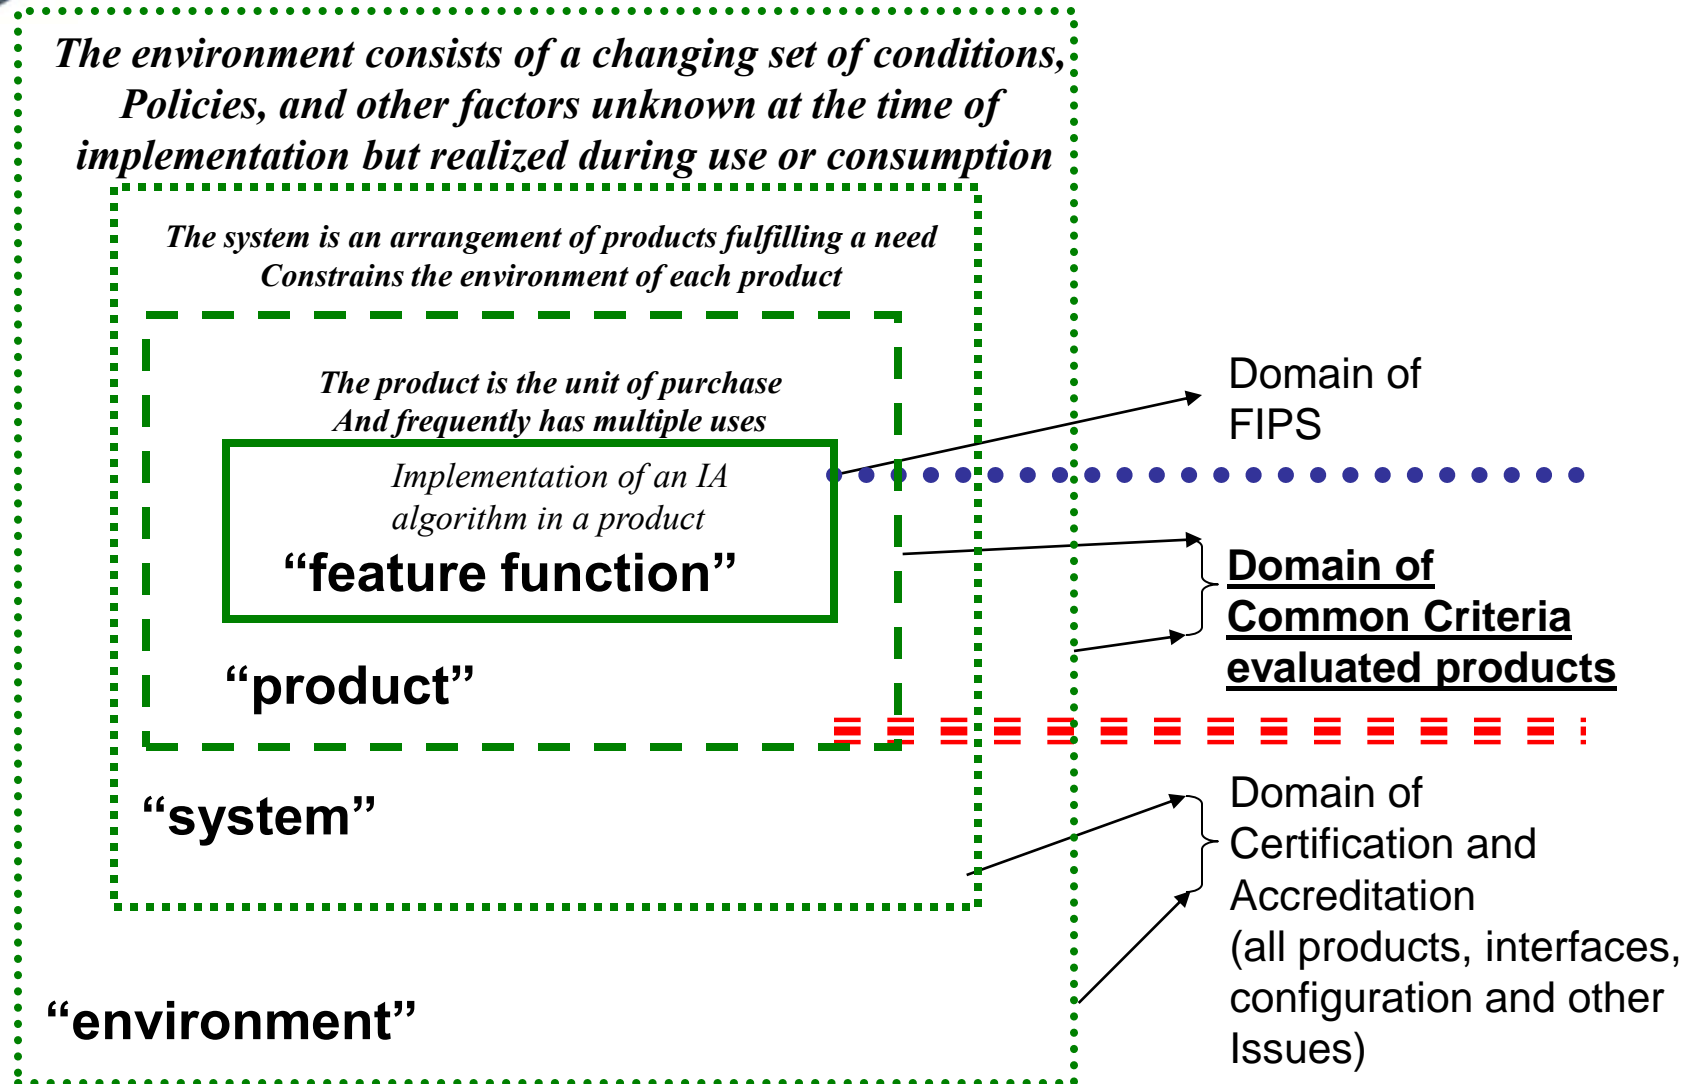 The environment consists of a changing set of conditions,
Policies, and other factors unknown at the time of
implementation but realized during use or consumption
The system is an arrangement of products fulfilling a need
Constrains the environment of each product
The product is the unit of purchase
And frequently has multiple uses
Implementation of an IA
algorithm in a product
“feature function”
“product”
“system”
“environment”
Domain of
FIPS
Domain of
Common Criteria
evaluated products
Domain of
Certification and
Accreditation
(all products, interfaces,
configuration and other
Issues)